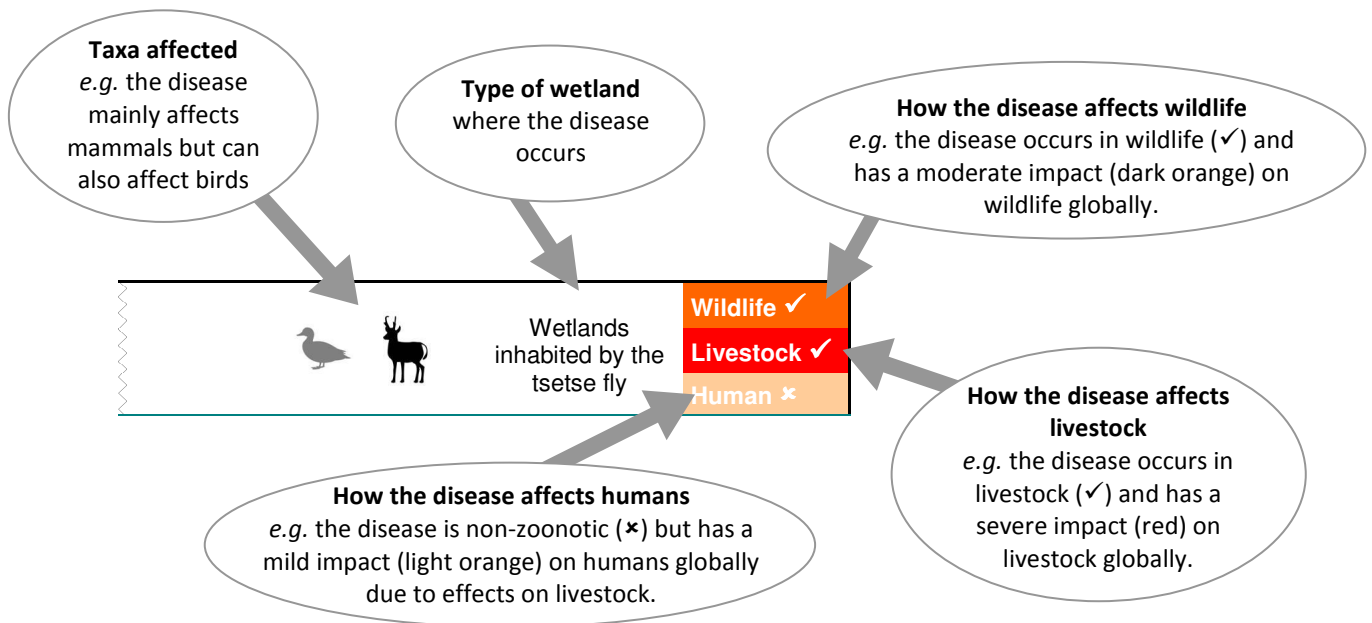 Taxa affected
e.g. the disease
mainly affects
mammals but can
also affect birds
Type of wetland
where the disease
occurs
How the disease affects wildlife
e.g. the disease occurs in wildlife (✓) and
has a moderate impact (dark orange) on
wildlife globally.
Wetlands
inhabited by the
tsetse fly
Wildlife ✓
Livestock ✓
Human ×
How the disease affects humans
e.g. the disease is non-zoonotic (×) but has a
mild impact (light orange) on humans globally
due to effects on livestock.
How the disease affects
livestock
e.g. the disease occurs in
livestock (✓) and has a
severe impact (red) on
livestock globally.